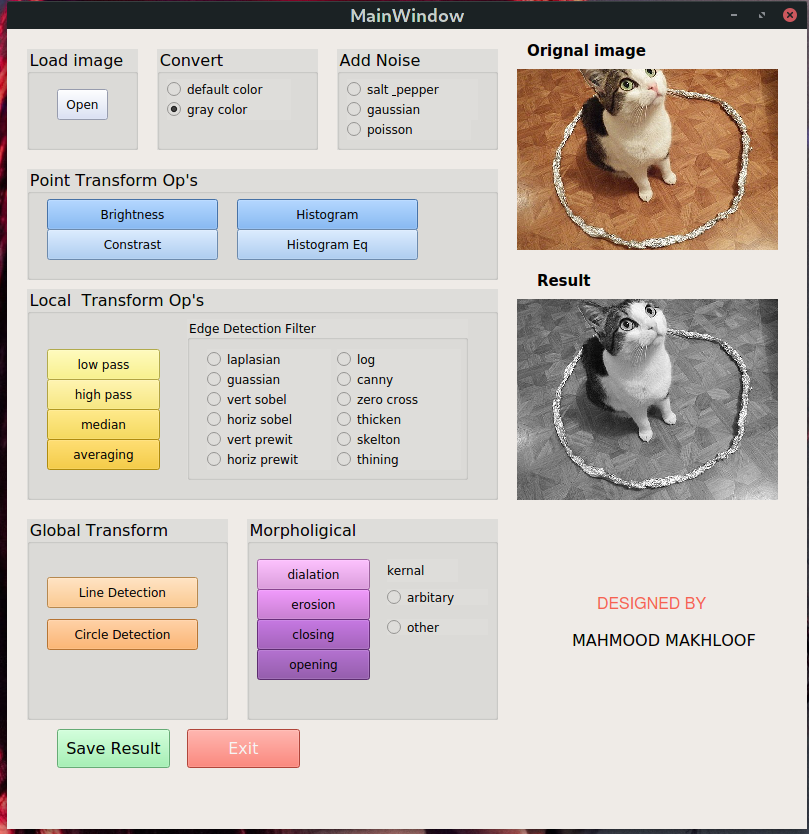 MainWindow
Load image
Open
Convert
default color
gray color
Add Noise
salt _pepper
gaussian
poisson
Orignal image
Point Transform Op's
Brightness
Constrast
Histogram
Histogram Eq
Result
Local  Transform Op's
low pass
high pass
median
averaging
Edge Detection Filter
laplasian
guassian
vert sobel
horiz sobel
vert prewit
horiz prewit
log
canny
zero cross
thicken
skelton
thining
Global Transform
Line Detection
Circle Detection
Morpholigical
dialation
erosion
closing
opening
kernal
arbitary
other
DESIGNED BY
MAHMOOD MAKHLOOF
Save Result
Exit